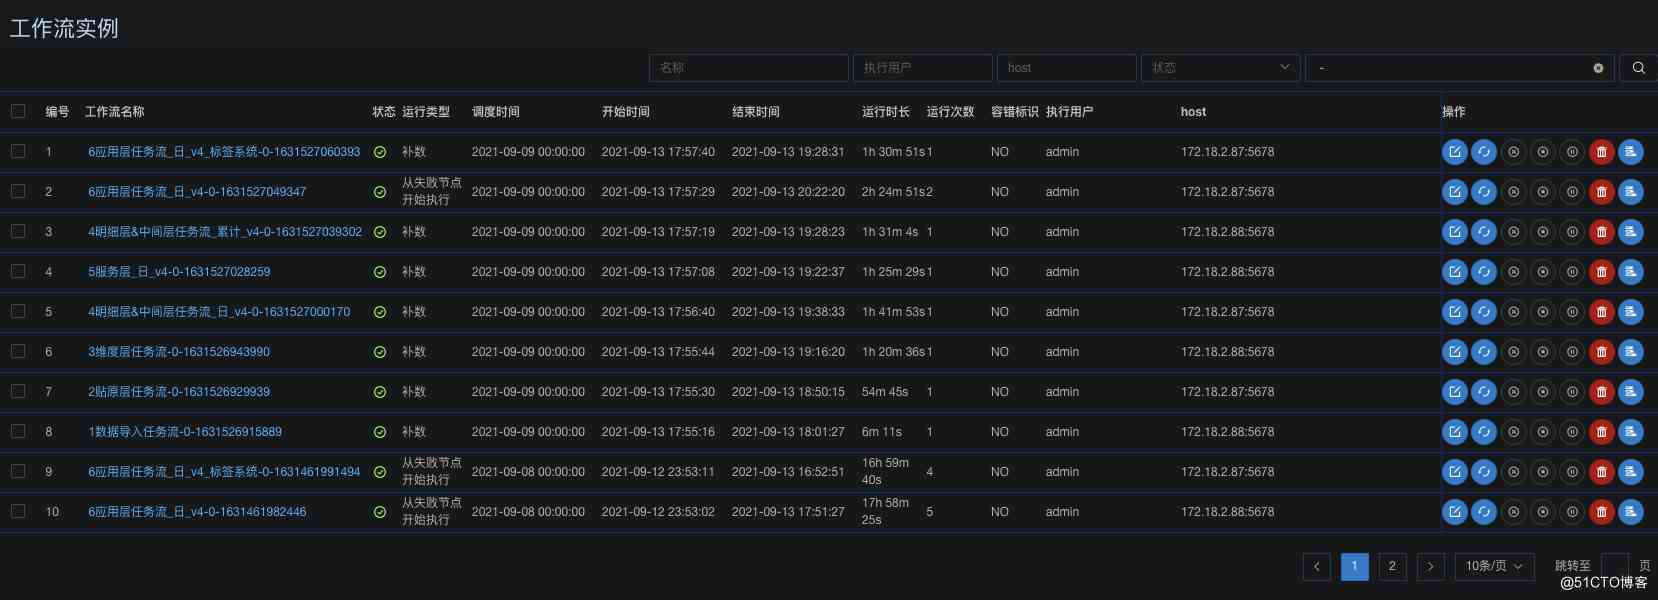 工作流实例
名称 执行用户 host 状态 -
编号 工作流名称 状态 运行类型 调度时间 开始时间 结束时间 运行时长 运行次数 容错标识 执行用户 host 操作
1 6应用层任务流_日_v4_标签系统-0-1631527060393 补数 2021-09-09 00:00:00 2021-09-13 17:57:40 2021-09-13 19:28:31 1h 30m 51s 1 NO admin 172.18.2.87:5678
2 6应用层任务流_日_v4-0-1631527049347 从失败节点开始执行 2021-09-09 00:00:00 2021-09-13 17:57:29 2021-09-13 20:22:20 2h 24m 51s 2 NO admin 172.18.2.87:5678
3 4明细层&中间层任务流_累计_v4-0-1631527039302 补数 2021-09-09 00:00:00 2021-09-13 17:57:19 2021-09-13 19:28:23 1h 31m 4s 1 NO admin 172.18.2.88:5678
4 5服务层_日_v4-0-1631527028259 补数 2021-09-09 00:00:00 2021-09-13 17:57:08 2021-09-13 19:22:37 1h 25m 29s 1 NO admin 172.18.2.88:5678
5 4明细层&中间层任务流_日_v4-0-1631527000170 补数 2021-09-09 00:00:00 2021-09-13 17:56:40 2021-09-13 19:38:33 1h 41m 53s 1 NO admin 172.18.2.87:5678
6 3维度层任务流-0-1631526943990 补数 2021-09-09 00:00:00 2021-09-13 17:55:44 2021-09-13 19:16:20 1h 20m 36s 1 NO admin 172.18.2.88:5678
7 2贴原层任务流-0-1631526929939 补数 2021-09-09 00:00:00 2021-09-13 17:55:30 2021-09-13 18:50:15 54m 45s 1 NO admin 172.18.2.87:5678
8 1数据导入任务流-0-1631526915889 补数 2021-09-09 00:00:00 2021-09-13 17:55:16 2021-09-13 18:01:27 6m 11s 1 NO admin 172.18.2.88:5678
9 6应用层任务流_日_v4_标签系统-0-1631461991494 从失败节点开始执行 2021-09-08 00:00:00 2021-09-12 23:53:11 2021-09-13 16:52:51 16h 59m 40s 4 NO admin 172.18.2.87:5678
10 6应用层任务流_日_v4-0-1631461982446 从失败节点开始执行 2021-09-08 00:00:00 2021-09-12 23:53:02 2021-09-13 17:51:27 17h 58m 25s 5 NO admin 172.18.2.88:5678
1 2 10条/页 跳转至 页
@51CTO博客